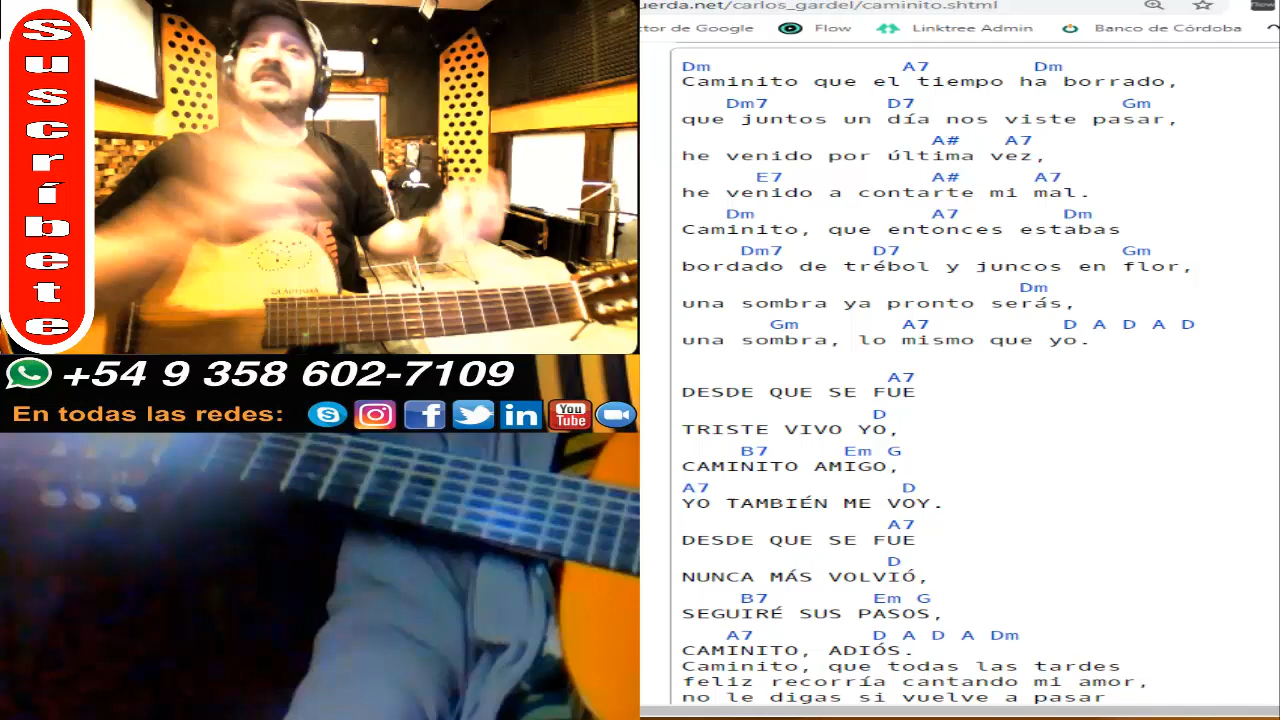 Suscríbete
+54 9 358 602-7109
En todas las redes:
You
Tube
in
uerda.net/carlos_gardel/caminito.shtml
ctor de Google Flow Linktree Admin Banco de Córdoba
Dm A7 Dm
Caminito que el tiempo ha borrado,
Dm7 D7 Gm
que juntos un día nos viste pasar,
A# A7
he venido por última vez,
E7 A# A7
he venido a contarte mi mal.
Dm A7 Dm
Caminito, que entonces estabas
Dm7 D7 Gm
bordado de trébol y juncos en flor,
Dm
una sombra ya pronto serás,
Gm A7 D A D A D
una sombra, lo mismo que yo.
A7
DESDE QUE SE FUE
D
TRISTE VIVO YO,
B7 Em G
CAMINITO AMIGO,
A7 D
YO TAMBIÉN ME VOY.
A7
DESDE QUE SE FUE
D
NUNCA MÁS VOLVIÓ,
B7 Em G
SEGUIRÉ SUS PASOS,
A7 D A D A Dm
CAMINITO, ADIÓS.
Caminito, que todas las tardes
feliz recorría cantando mi amor,
no le digas si vuelve a pasar